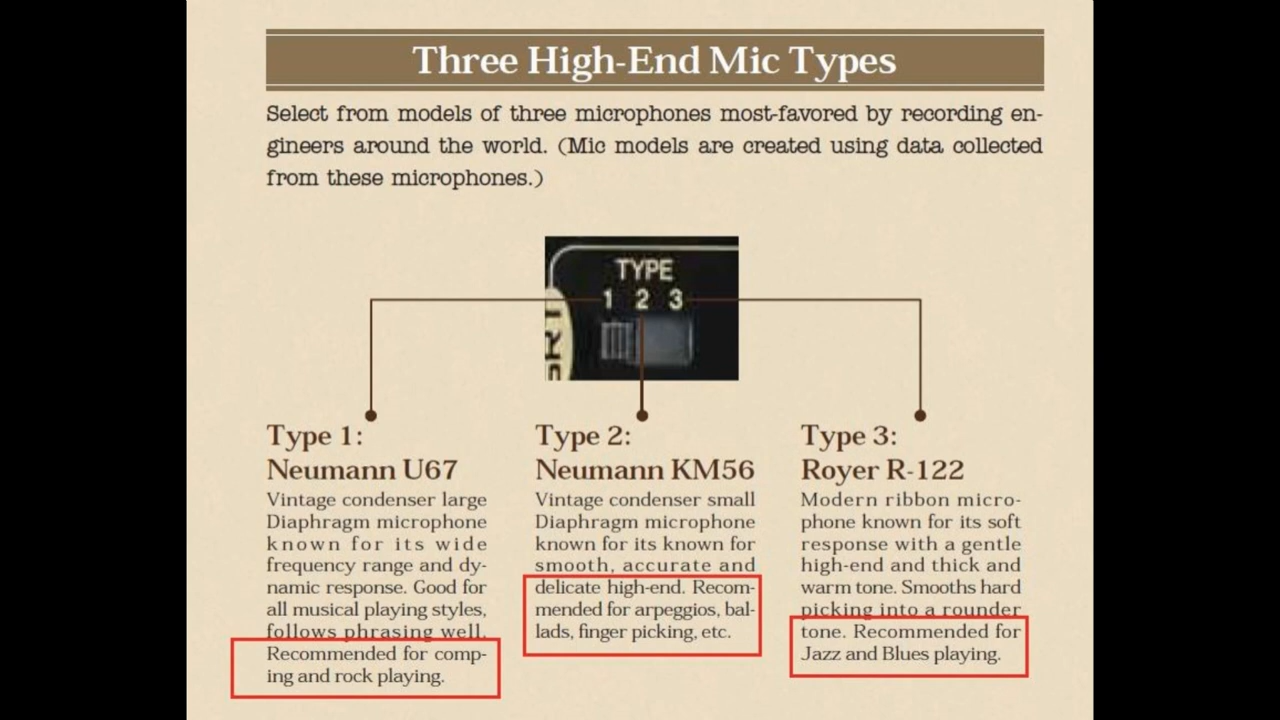 Three High-End Mic Types
Select from models of three microphones most-favored by recording en-
gineers around the world. (Mic models are created using data collected
from these microphones.)
TYPE
1 2 3
Type 1:
Neumann U67
Vintage condenser large
Diaphragm microphone
known for its wide
frequency range and dy-
namic response. Good for
all musical playing styles,
follows phrasing well.
Recommended for comp-
ing and rock playing.
Type 2:
Neumann KM56
Vintage condenser small
Diaphragm microphone
known for its known for
smooth, accurate and
delicate high-end. Recom-
mended for arpeggios, bal-
lads, finger picking, etc.
Type 3:
Royer R-122
Modern ribbon micro-
phone known for its soft
response with a gentle
high-end and thick and
warm tone. Smooths hard
picking into a rounder
tone. Recommended for
Jazz and Blues playing.